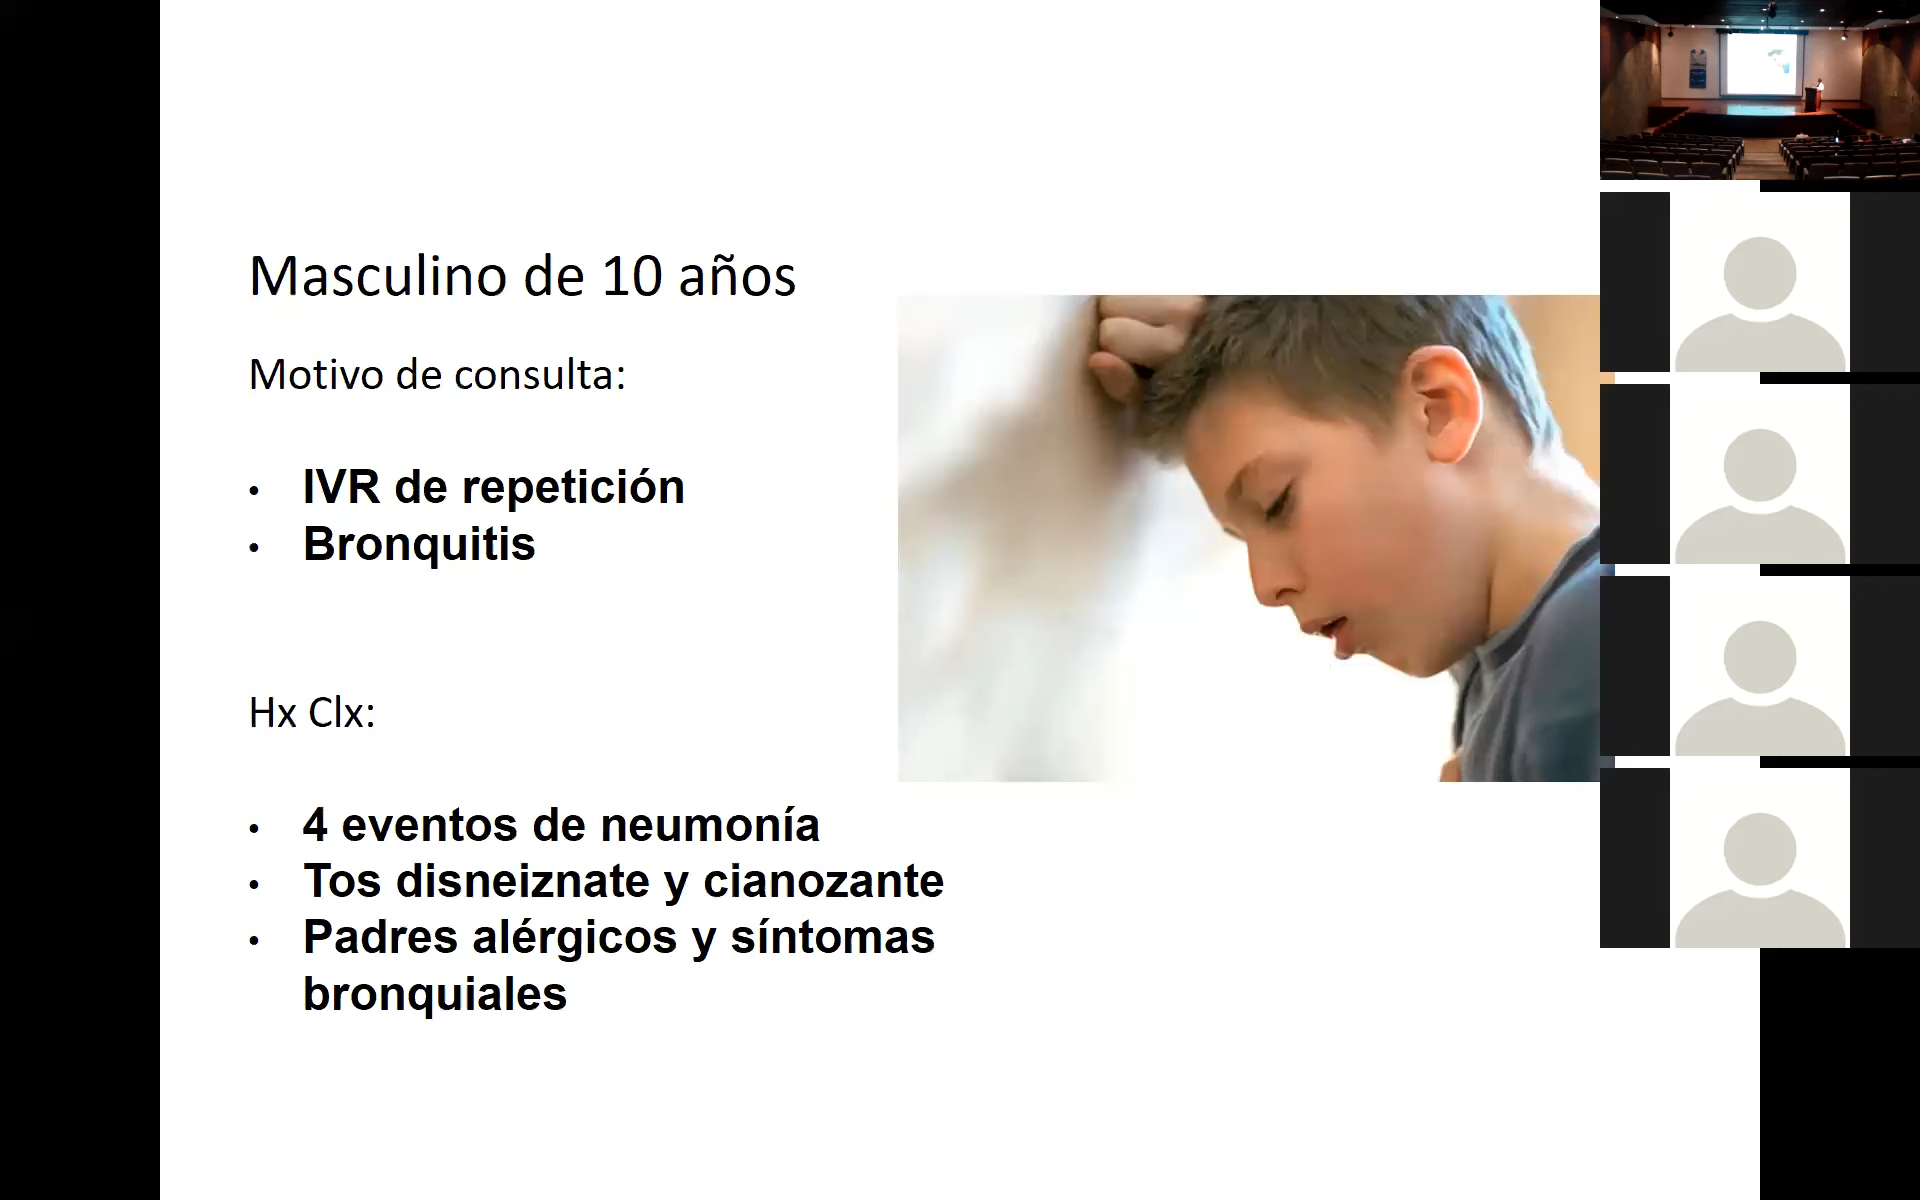 Masculino de 10 años
Motivo de consulta:
• IVR de repetición
• Bronquitis
Hx Clx:
• 4 eventos de neumonía
• Tos disneiznate y cianozante
• Padres alérgicos y síntomas
bronquiales